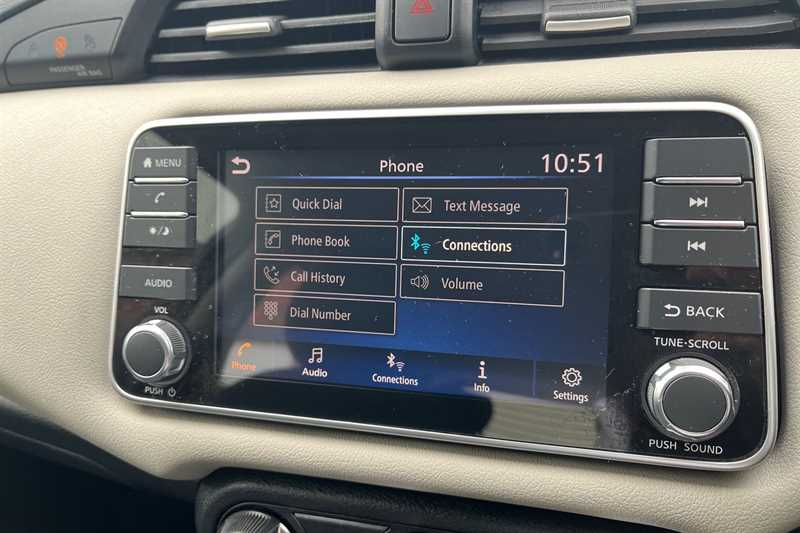 PASSENGER
AIR BAG
MENU
AUDIO
VOL
PUSH
Phone
10:51
Quick Dial
Text Message
Phone Book
Connections
Call History
Volume
Dial Number
Phone
Audio
Connections
Info
Settings
BACK
TUNE·SCROLL
PUSH SOUND